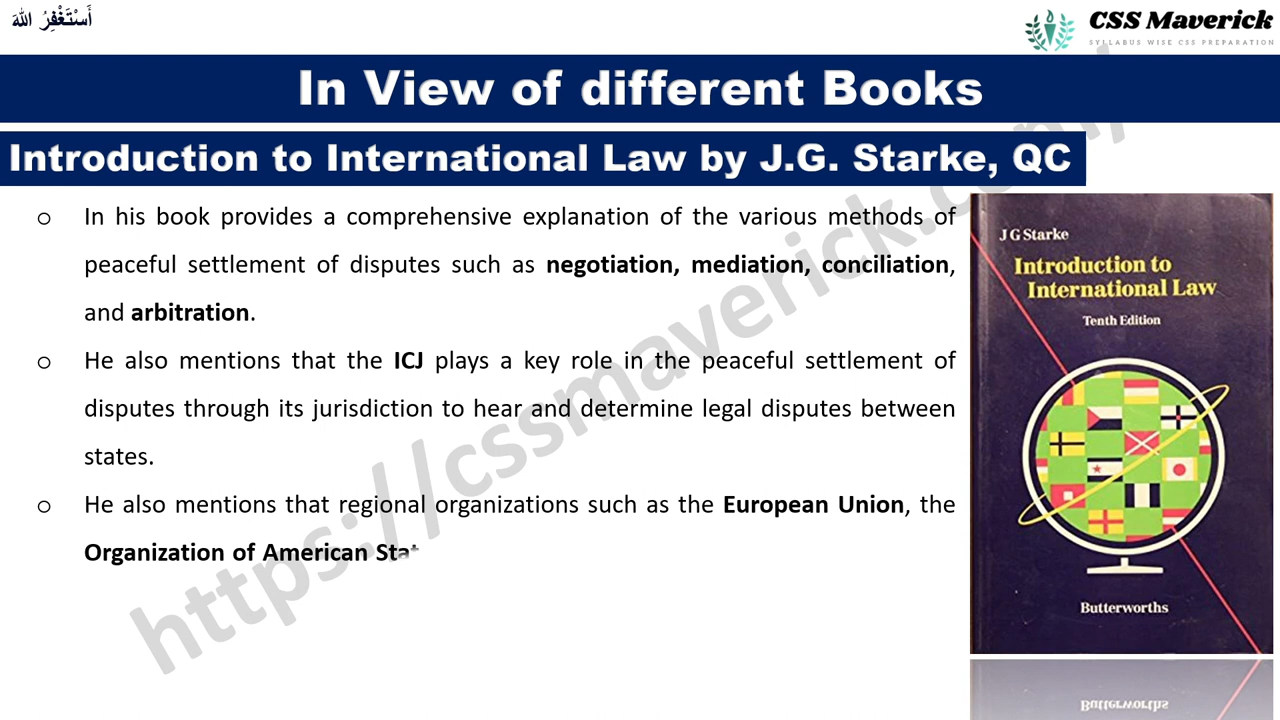 أَسْتَغْفِرُ اللهَ
CSS Maverick
SYLLABUS WISE CSS PREPARATION
In View of different Books
Introduction to International Law by J.G. Starke, QC
o In his book provides a comprehensive explanation of the various methods of
peaceful settlement of disputes such as negotiation, mediation, conciliation,
and arbitration.
o He also mentions that the ICJ plays a key role in the peaceful settlement of
disputes through its jurisdiction to hear and determine legal disputes between
states.
o He also mentions that regional organizations such as the European Union, the
Organization of American
J G Starke
Introduction to
International Law
Tenth Edition
Butterworths
https://cssmaverick.com/